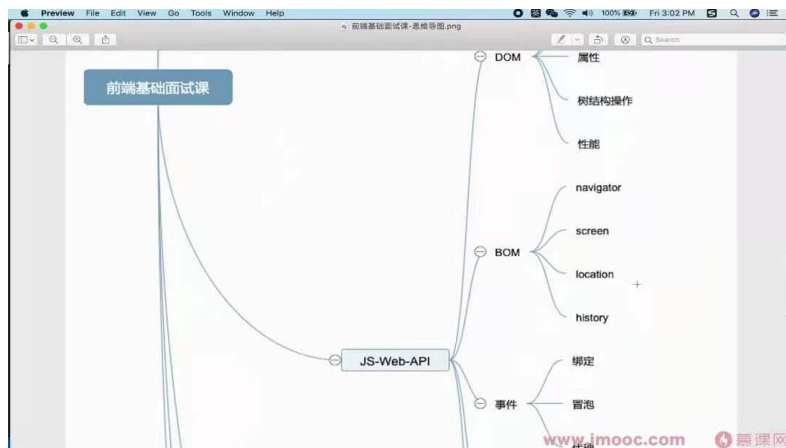 Preview File Edit View Go Tools Window Help
100%
Fri 3:02 PM
前端基础面试课-思维导图.png
Search
DOM
属性
前端基础面试课
树结构操作
性能
navigator
screen
BOM
location
history
JS-Web-API
绑定
事件
冒泡
www.imooc.com
慕课网